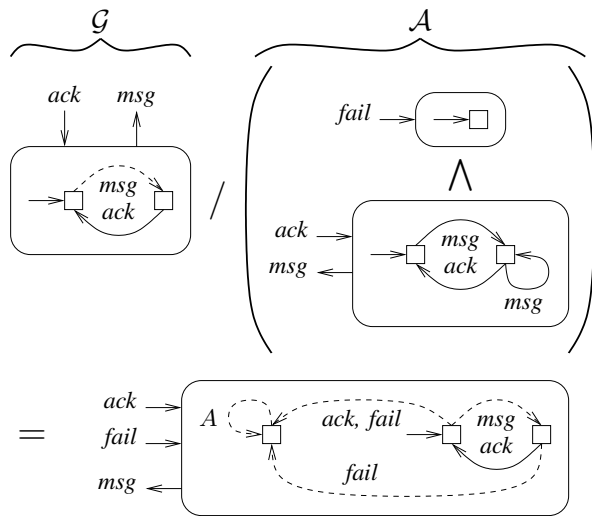 𝒢 𝒜
ack msg
msg
ack
/
fail
∧
ack
msg
msg
ack
msg
=
ack
fail
msg
A
ack, fail
msg
ack
fail